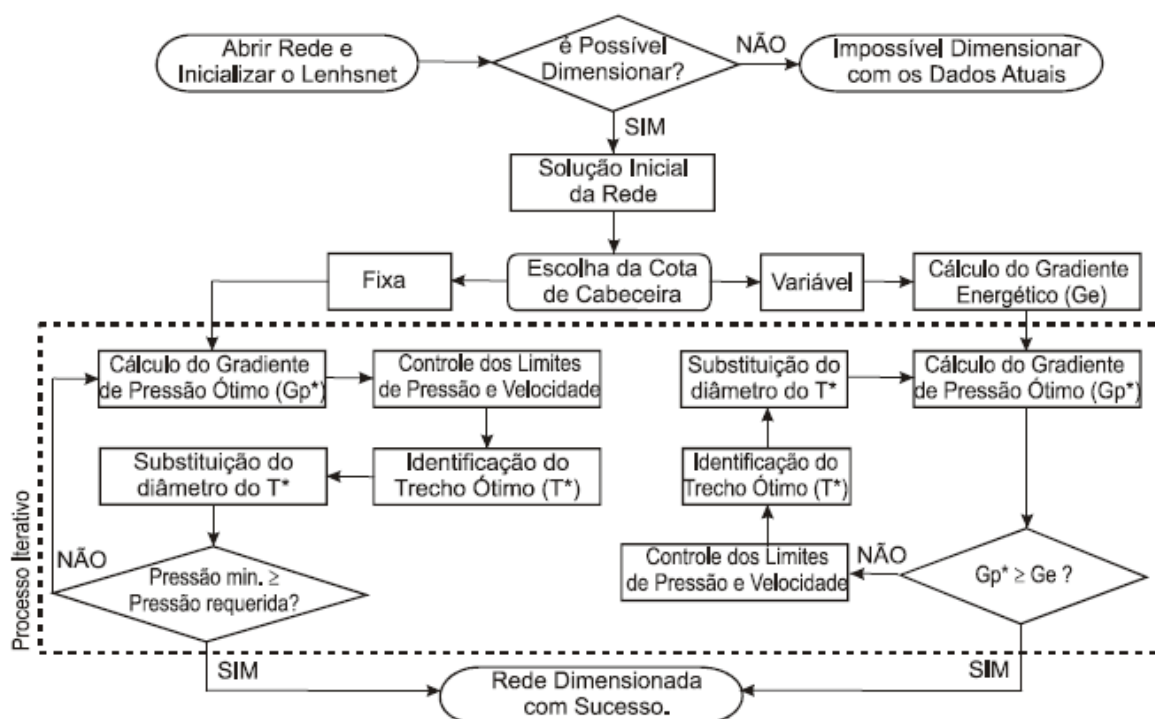 Abrir Rede e
Inicializar o Lenhsnet
é Possível
Dimensionar?
NÃO
Impossível Dimensionar
com os Dados Atuais
SIM
Solução Inicial
da Rede
Fixa
Escolha da Cota
de Cabeceira
Variável
Cálculo do Gradiente
Energético (Ge)
Processo Iterativo
Cálculo do Gradiente
de Pressão Ótimo (Gp*)
Controle dos Limites
de Pressão e Velocidade
Substituição do
diâmetro do T*
Identificação do
Trecho Ótimo (T*)
NÃO
Pressão min. ≥
Pressão requerida?
SIM
Substituição do
diâmetro do T*
Cálculo do Gradiente
de Pressão Ótimo (Gp*)
Identificação do
Trecho Ótimo (T*)
Controle dos Limites
de Pressão e Velocidade
NÃO
Gp* ≥ Ge ?
SIM
Rede Dimensionada
com Sucesso.